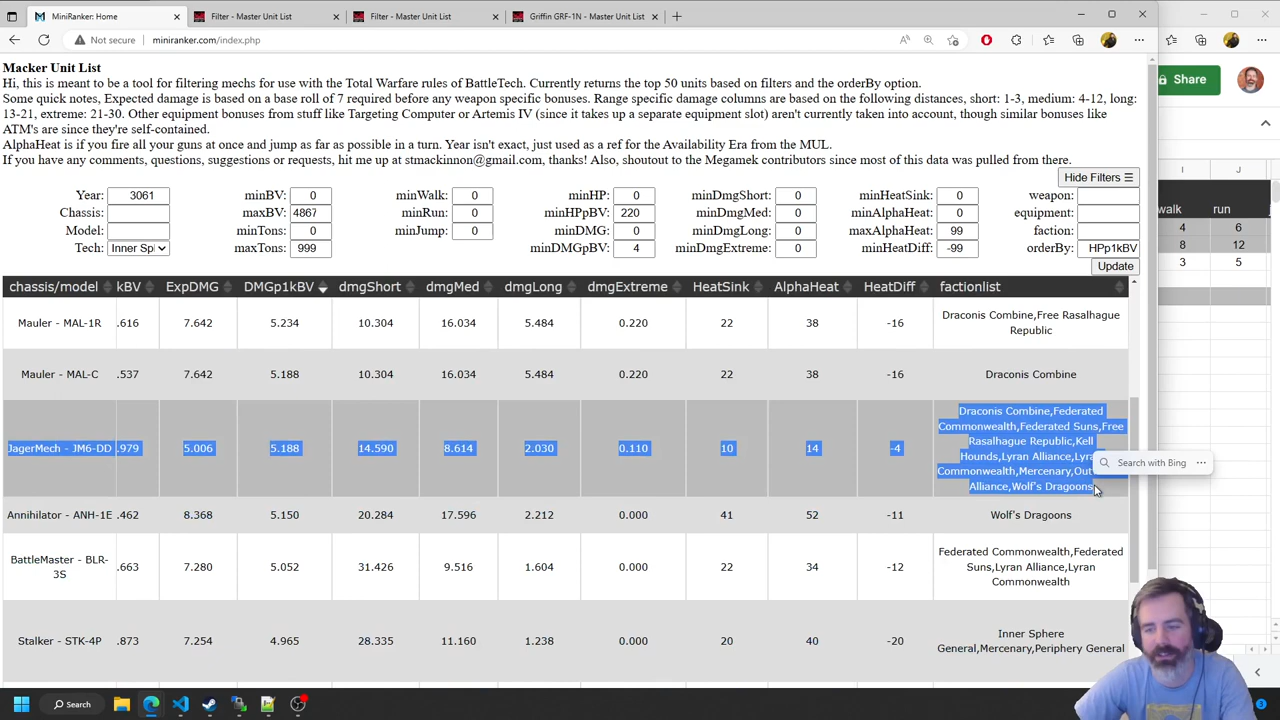 MiniRanker: Home
Filter - Master Unit List
Filter - Master Unit List
Griffin GRF-1N - Master Unit List
Not secure
miniranker.com/index.php
Share
Macker Unit List
Hi, this is meant to be a tool for filtering mechs for use with the Total Warfare rules of BattleTech. Currently returns the top 50 units based on filters and the orderBy option.
Some quick notes, Expected damage is based on a base roll of 7 required before any weapon specific bonuses. Range specific damage columns are based on the following distances, short: 1-3, medium: 4-12, long:
13-21, extreme: 21-30. Other equipment bonuses from stuff like Targeting Computer or Artemis IV (since it takes up a separate equipment slot) aren't currently taken into account, though similar bonuses like
ATM's are since they're self-contained.
AlphaHeat is if you fire all your guns at once and jump as far as possible in a turn. Year isn't exact, just used as a ref for the Availability Era from the MUL.
If you have any comments, questions, suggestions or requests, hit me up at stmackinnon@gmail.com, thanks! Also, shoutout to the Megamek contributors since most of this data was pulled from there.
Hide Filters ☰
Year: 3061 minBV: 0 minWalk: 0 minHP: 0 minDmgShort: 0 minHeatSink: 0 weapon:
Chassis: maxBV: 4867 minRun: 0 minHPpBV: 220 minDmgMed: 0 minAlphaHeat: 0 equipment:
Model: minTons: 0 minJump: 0 minDMG: 0 minDmgLong: 0 maxAlphaHeat: 99 faction:
Tech: Inner Sp maxTons: 999 minDMGpBV: 4 minDmgExtreme: 0 minHeatDiff: -99 orderBy: HPp1kBV
Update
chassis/model kBV ExpDMG DMGp1kBV dmgShort dmgMed dmgLong dmgExtreme HeatSink AlphaHeat HeatDiff factionlist
Mauler - MAL-1R .616 7.642 5.234 10.304 16.034 5.484 0.220 22 38 -16 Draconis Combine,Free Rasalhague
Republic
Mauler - MAL-C .537 7.642 5.188 10.304 16.034 5.484 0.220 22 38 -16 Draconis Combine
Draconis Combine,Federated
Commonwealth,Federated Suns,Free
Rasalhague Republic,Kell
JagerMech - JM6-DD .979 5.006 5.188 14.590 8.614 2.030 0.110 10 14 -4
Hounds,Lyran Alliance,Lyra
Commonwealth,Mercenary,Out
Alliance,Wolf's Dragoons
Search with Bing
Annihilator - ANH-1E .462 8.368 5.150 20.284 17.596 2.212 0.000 41 52 -11 Wolf's Dragoons
BattleMaster - BLR-
3S .663 7.280 5.052 31.426 9.516 1.604 0.000 22 34 -12 Federated Commonwealth,Federated
Suns,Lyran Alliance,Lyran
Commonwealth
Stalker - STK-4P .873 7.254 4.965 28.335 11.160 1.238 0.000 20 40 -20 Inner Sphere
General,Mercenary,Periphery General
I J
walk run
4 6
8 12
3 5
Search
3